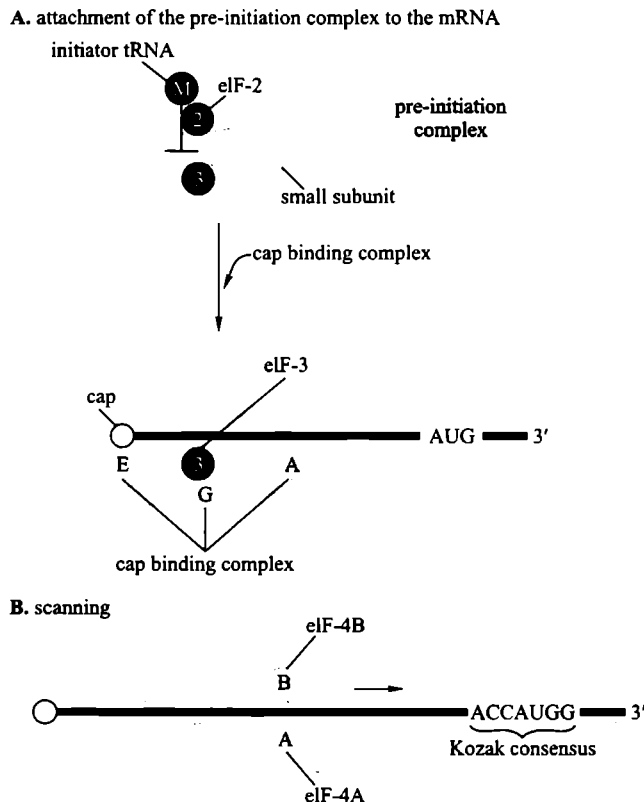 A. attachment of the pre-initiation complex to the mRNA
initiator tRNA
M
eIF-2
2
pre-initiation
complex
3
small subunit
cap binding complex
eIF-3
cap
AUG
3'
E
3
A
G
cap binding complex
B. scanning
eIF-4B
B
ACCAUGG
3'
Kozak consensus
A
eIF-4A